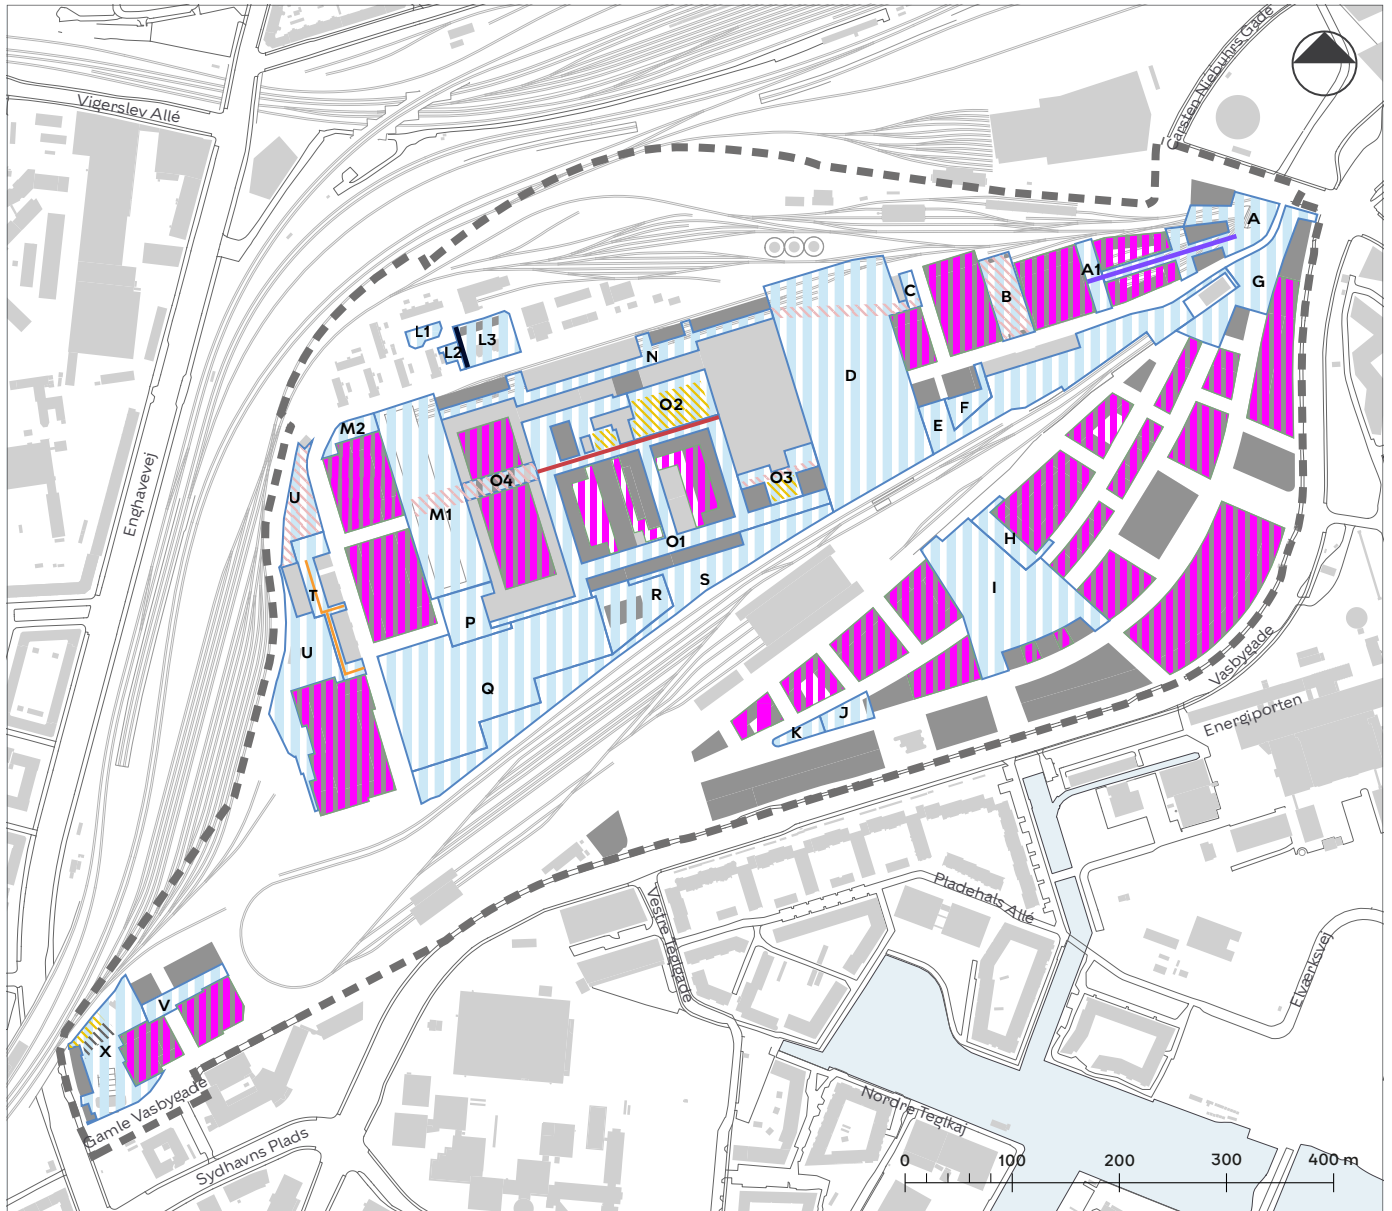 Carsten Niebuhrs Gade
Vigerslev Allé
A
A1
G
C
B
L1
L2
L3
N
D
O2
M2
E
F
Enghavevej
O4
O3
U
M1
O1
H
S
T
R
I
P
U
Q
Vasbygade
J
K
Energiporten
Pladehals Allé
Vestre Teglgade
Elværksvej
V
X
Gamle Vasbygade
Nordre Teglkaj
Sydhavns Plads
0 100 200 300 400 m